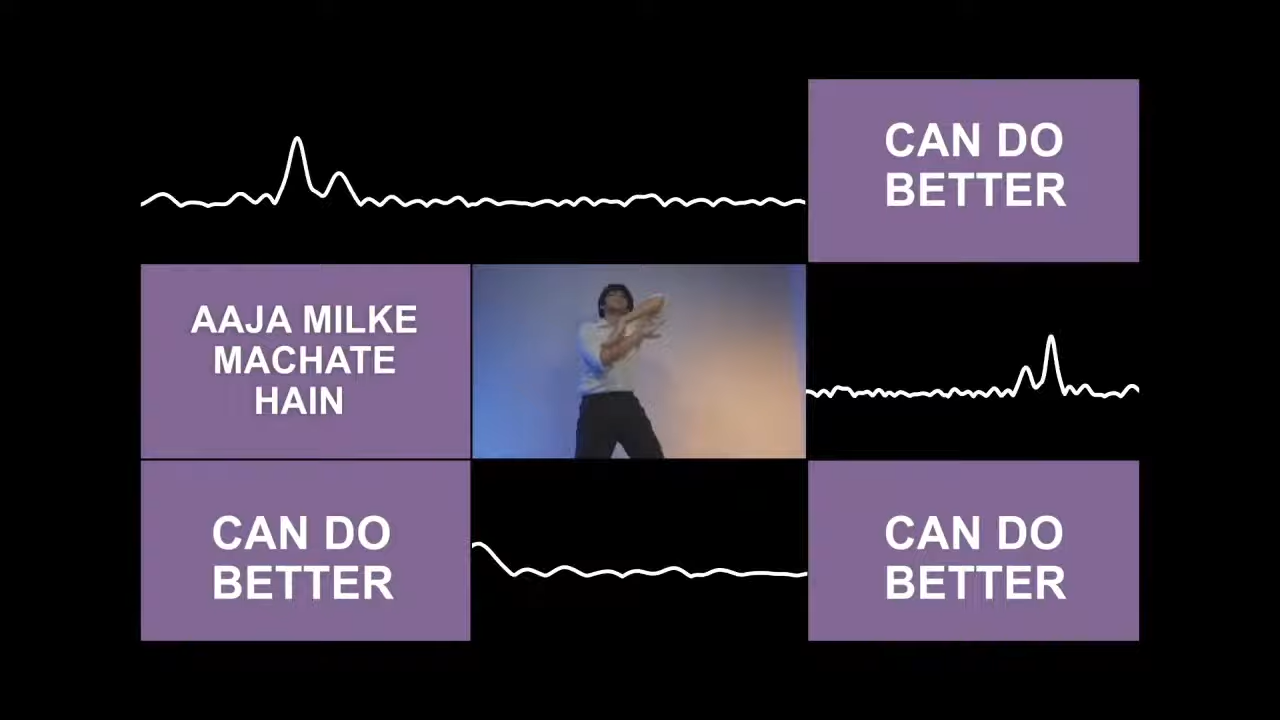 CAN DO
BETTER
AAJA MILKE
MACHATE
HAIN
CAN DO
BETTER
CAN DO
BETTER